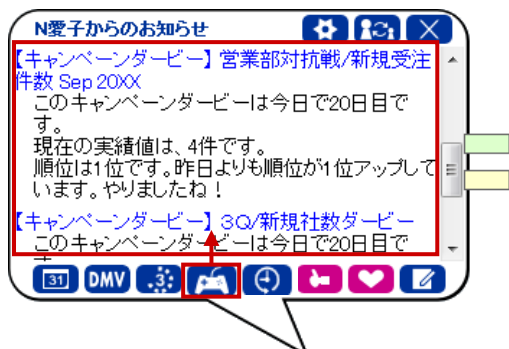 N愛子からのお知らせ
【キャンペーンダービー】営業部対抗戦/新規受注
件数 Sep 20XX
このキャンペーンダービーは今日で20日目で
す。
現在の実績値は、4件です。
順位は1位です。昨日よりも順位が1位アップして
います。やりましたね！
【キャンペーンダービー】3Q/新規社数ダービー
このキャンペーンダービーは今日で20日目で
31 DMV 3